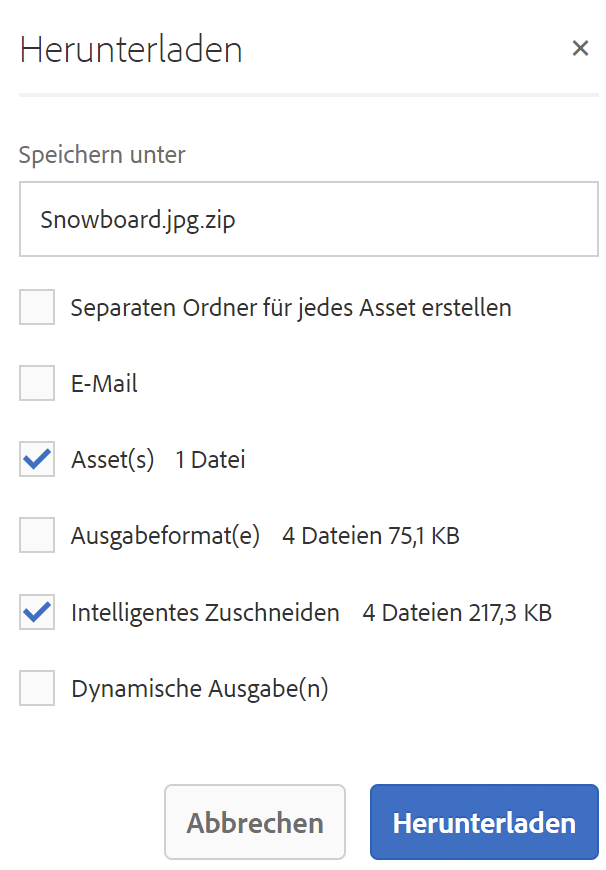 Herunterladen
Speichern unter
Snowboard.jpg.zip
Separaten Ordner für jedes Asset erstellen
E-Mail
Asset(s) 1 Datei
Ausgabeformat(e) 4 Dateien 75,1 KB
Intelligentes Zuschneiden 4 Dateien 217,3 KB
Dynamische Ausgabe(n)
Abbrechen Herunterladen